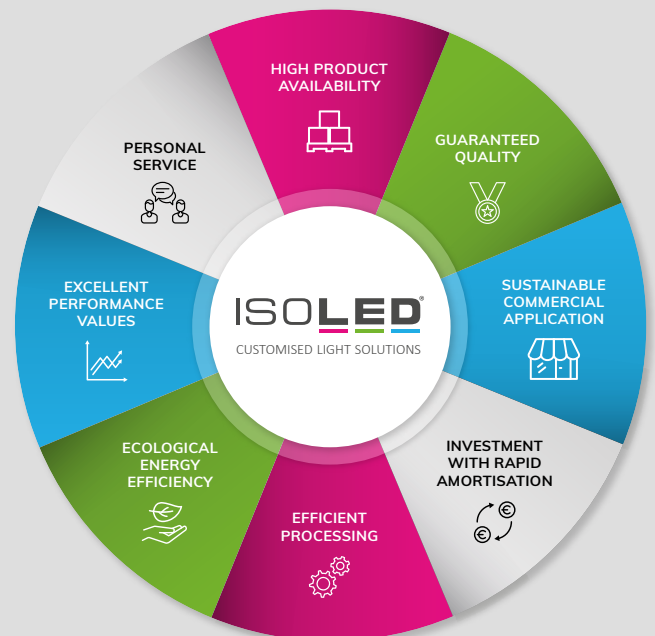 HIGH PRODUCT
AVAILABILITY
GUARANTEED
QUALITY
SUSTAINABLE
COMMERCIAL
APPLICATION
INVESTMENT
WITH RAPID
AMORTISATION
€
€
EFFICIENT
PROCESSING
ECOLOGICAL
ENERGY
EFFICIENCY
EXCELLENT
PERFORMANCE
VALUES
PERSONAL
SERVICE
ISOLED®
CUSTOMISED LIGHT SOLUTIONS